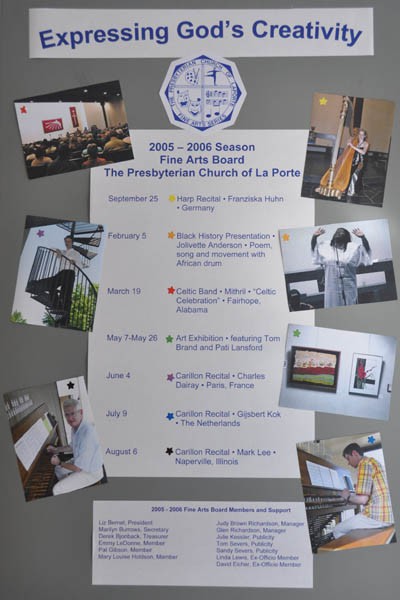 Expressing God's Creativity
THE PRESBYTERIAN CHURCH OF LA PORTE
FINE ARTS SERIES
2005 – 2006 Season
Fine Arts Board
The Presbyterian Church of La Porte
September 25 Harp Recital • Franziska Huhn
• Germany
February 5 Black History Presentation •
Jolivette Anderson • Poem,
song and movement with
African drum
March 19 Celtic Band • Mithril • "Celtic
Celebration" • Fairhope,
Alabama
May 7-May 26 Art Exhibition • featuring Tom
Brand and Pati Lansford
June 4 Carillon Recital • Charles
Dairay • Paris, France
July 9 Carillon Recital • Gijsbert Kok
• The Netherlands
August 6 Carillon Recital • Mark Lee •
Naperville, Illinois
2005 - 2006 Fine Arts Board Members and Support
Liz Bernel, President
Marilyn Burrows, Secretary
Derek Bjonback, Treasurer
Emmy LeDonne, Member
Pat Gibson, Member
Mary Louise Holdson, Member
Judy Brown Richardson, Manager
Glen Richardson, Manager
Julie Kessler, Publicity
Tom Severs, Publicity
Sandy Severs, Publicity
Linda Lewis, Ex-Officio Member
David Eicher, Ex-Officio Member